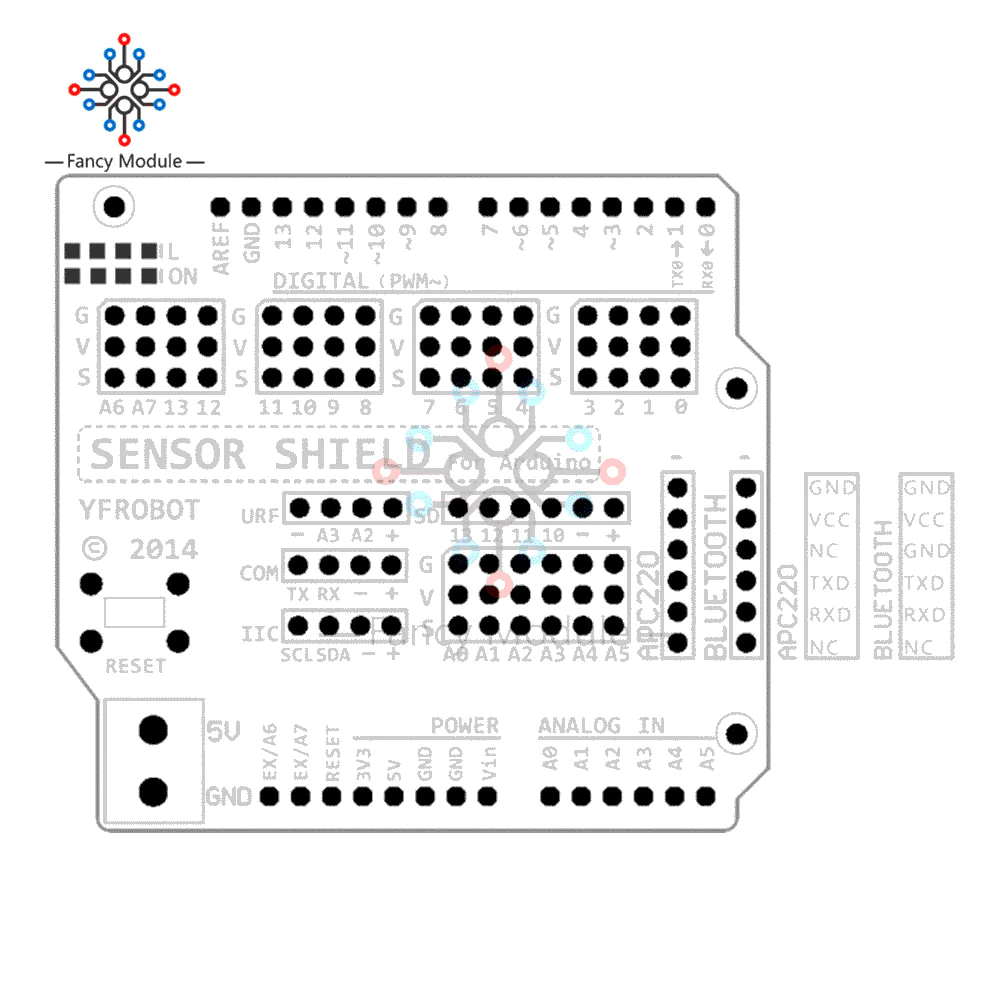 — Fancy Module —
AREF GND 13 12 ~11 ~10 ~9 8 7 ~6 ~5 4 ~3 2 TX0→1 RX0←0
L
ON
DIGITAL (PWM~)
G G G G
V V V V
S S S S
A6 A7 13 12 11 10 9 8 7 6 5 4 3 2 1 0
SENSOR SHIELD For Arduino
YFROBOT
© 2014
URF SD
- A3 A2 + 13 12 11 10 - +
COM G
TX RX - + V
IIC S
SCL SDA - + A0 A1 A2 A3 A4 A5
— Fancy Module —
RESET
- -
APC220 BLUETOOTH
APC220
GND
VCC
NC
TXD
RXD
NC
BLUETOOTH
GND
VCC
GND
TXD
RXD
NC
5V
GND
POWER ANALOG IN
EX/A6 EX/A7 RESET 3V3 5V GND GND Vin A0 A1 A2 A3 A4 A5